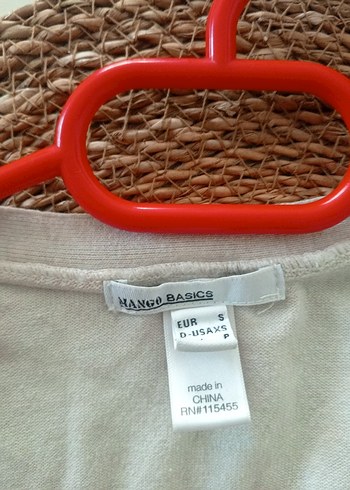 MANGO BASICS
EUR S
D-USA XS
P
made in
CHINA
RN#115455